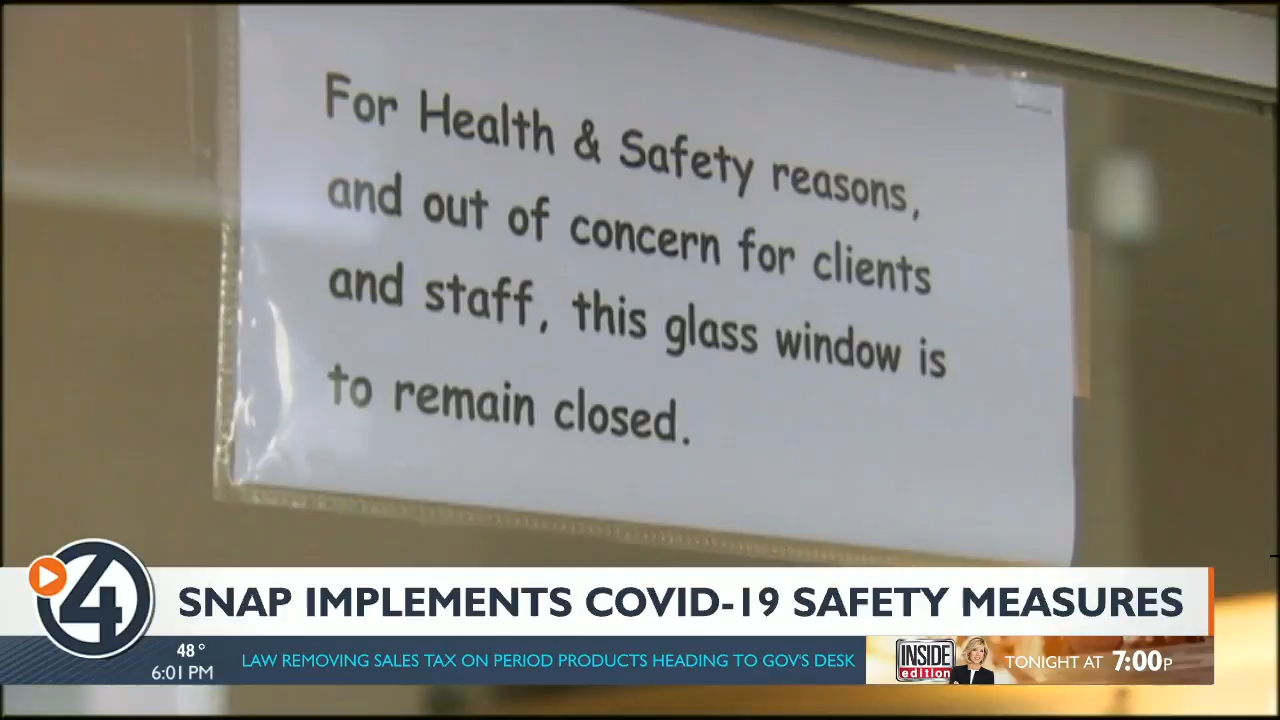 For Health & Safety reasons,
and out of concern for clients
and staff, this glass window is
to remain closed.
4
SNAP IMPLEMENTS COVID-19 SAFETY MEASURES
48°
6:01 PM
LAW REMOVING SALES TAX ON PERIOD PRODUCTS HEADING TO GOV'S DESK
INSIDE
edition
TONIGHT AT 7:00P